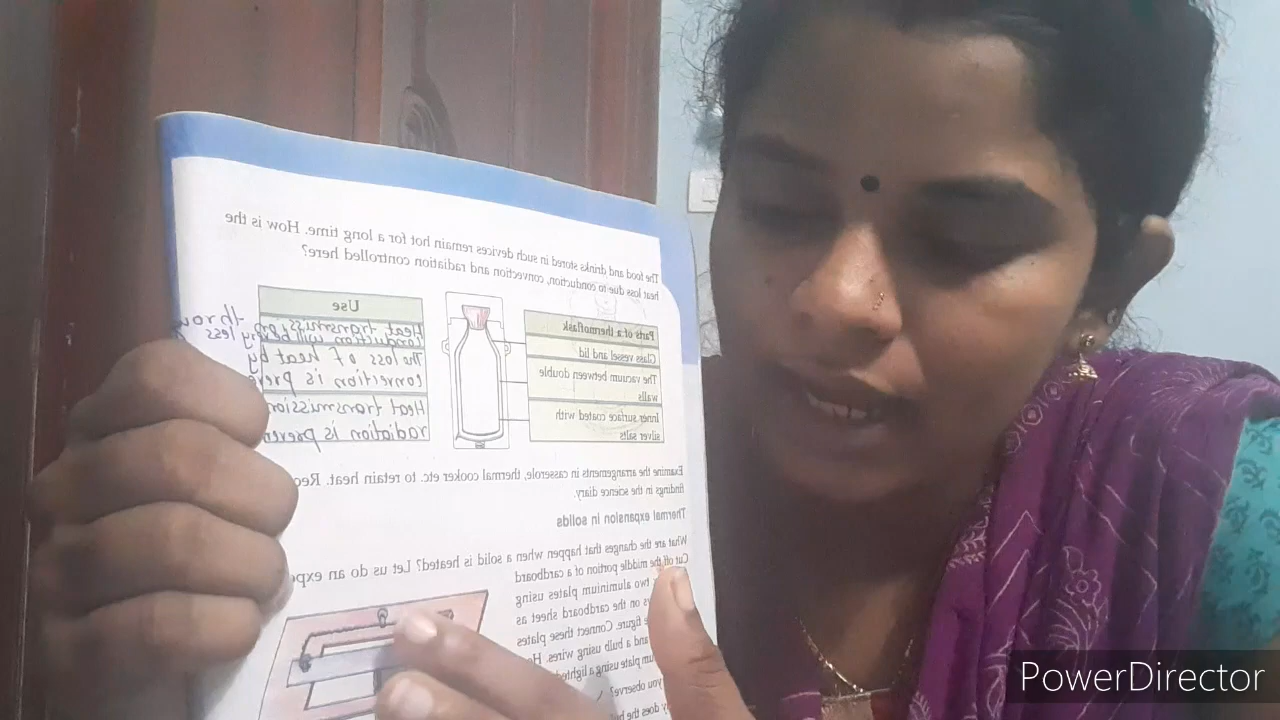 The food and drinks stored in such devices remain hot for a long time. How is the
heat loss due to conduction, convection and radiation controlled here?
Parts of a thermoflask
Use
Glass vessel and lid
Heat transmission throu
conduction will be very less
The vacuum between double
walls
The loss of heat by
convection is preve
Inner surface coated with
silver salts
Heat transmission
radiation is preven
Examine the arrangements in casserole, thermal cooker etc. to retain heat.
findings in the science diary.
Thermal expansion in solids
What are the changes that happen when a solid is heated? Let us do an expe
Cut off the middle portion of a cardboard
two aluminium plates using
on the cardboard sheet as
figure. Connect these plates
and a bulb using wires.
plate using a lighted
you observe?
does the
PowerDirector